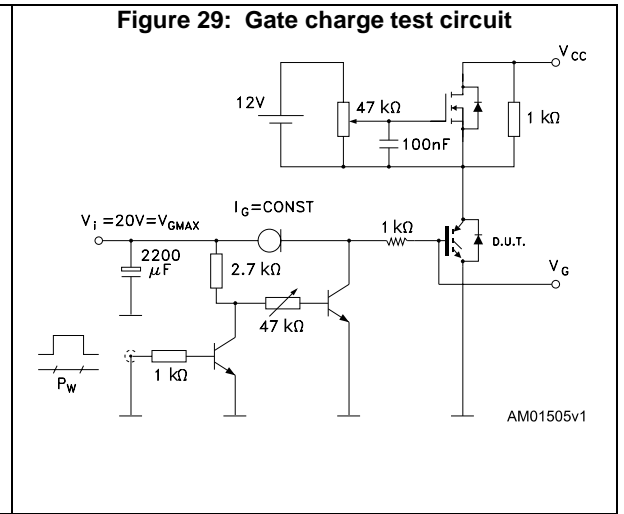 Figure 29: Gate charge test circuit
V CC
12V
47 kΩ
1 kΩ
100nF
I G=CONST
V i =20V=V GMAX
1 kΩ
2200
μF
2.7 kΩ
D.U.T.
V G
47 kΩ
1 kΩ
P W
AM01505v1